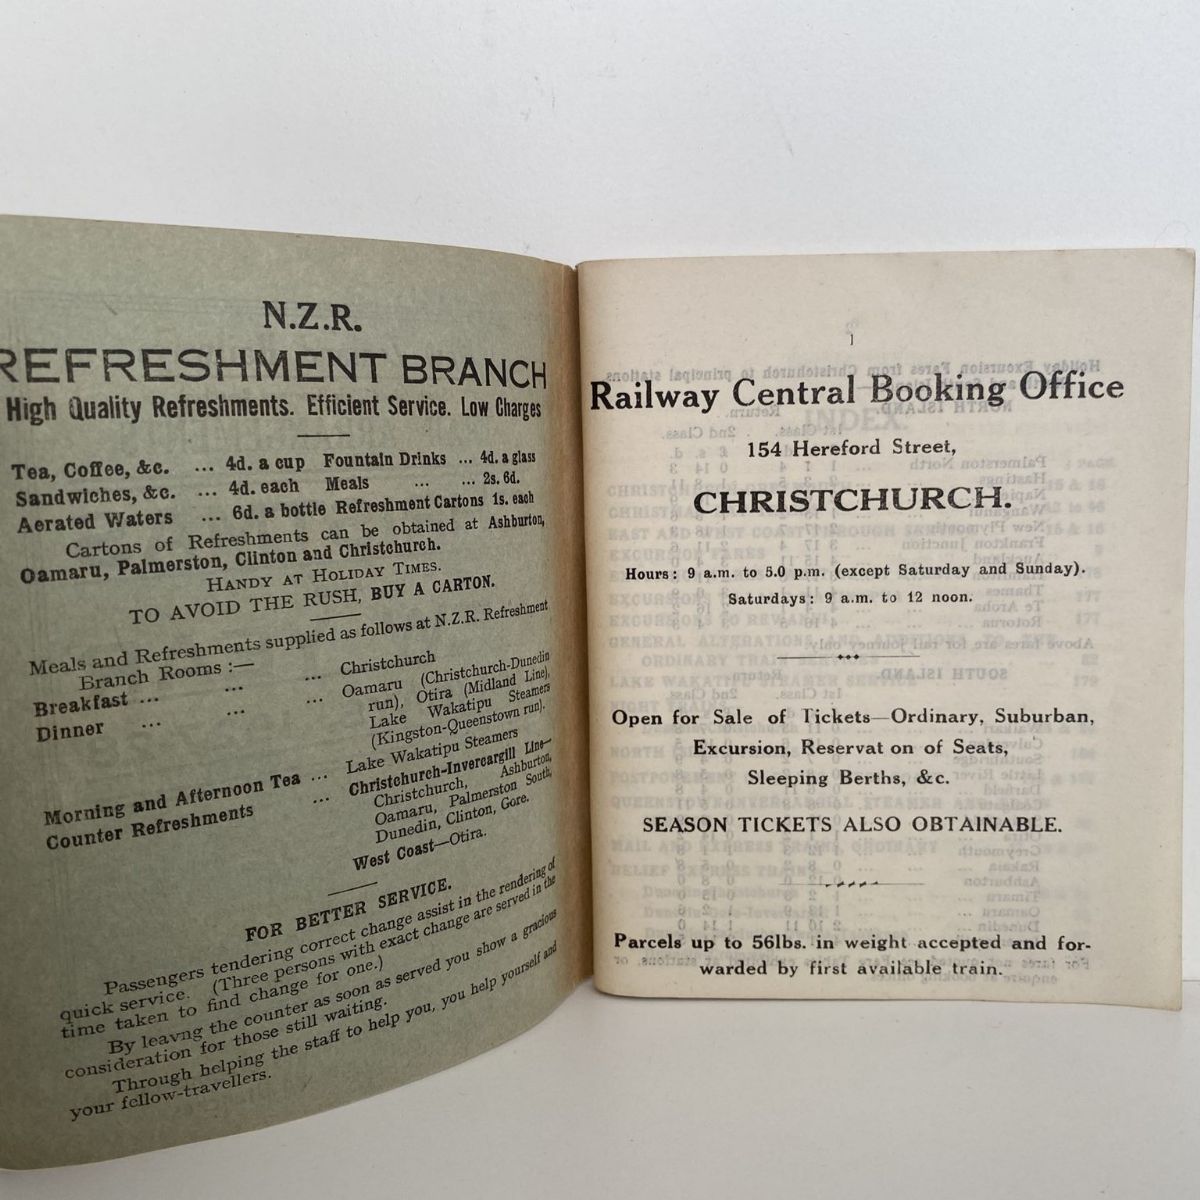 N.Z.R.
REFRESHMENT BRANCH
High Quality Refreshments. Efficient Service. Low Charges
Tea, Coffee, &c. ... 4d. a cup Fountain Drinks ... 4d. a glass
Sandwiches, &c. ... 4d. each Meals ... ... 2s. 6d.
Aerated Waters ... 6d. a bottle Refreshment Cartons 1s. each
Cartons of Refreshments can be obtained at Ashburton,
Oamaru, Palmerston, Clinton and Christchurch.
HANDY AT HOLIDAY TIMES.
TO AVOID THE RUSH, BUY A CARTON.
Meals and Refreshments supplied as follows at N.Z.R. Refreshment
Branch Rooms :—
Breakfast ... ... ... Christchurch
Dinner ... ... ... Oamaru (Christchurch-Dunedin
run), Otira (Midland Line),
Lake Wakatipu Steamers
(Kingston-Queenstown run).
Morning and Afternoon Tea ... Lake Wakatipu Steamers
Counter Refreshments ... Christchurch-Invercargill Line—
Christchurch, Ashburton,
Oamaru, Palmerston South,
Dunedin, Clinton, Gore.
West Coast—Otira.
FOR BETTER SERVICE.
Passengers tendering correct change assist in the rendering of
quick service. (Three persons with exact change are served in the
time taken to find change for one.)
By leavng the counter as soon as served you show a gracious
consideration for those still waiting.
Through helping the staff to help you, you help yourself and
your fellow-travellers.
1
Railway Central Booking Office
154 Hereford Street,
CHRISTCHURCH.
Hours: 9 a.m. to 5.0 p.m. (except Saturday and Sunday).
Saturdays: 9 a.m. to 12 noon.
Open for Sale of Tickets—Ordinary, Suburban,
Excursion, Reservat on of Seats,
Sleeping Berths, &c.
SEASON TICKETS ALSO OBTAINABLE.
Parcels up to 56lbs. in weight accepted and for-
warded by first available train.